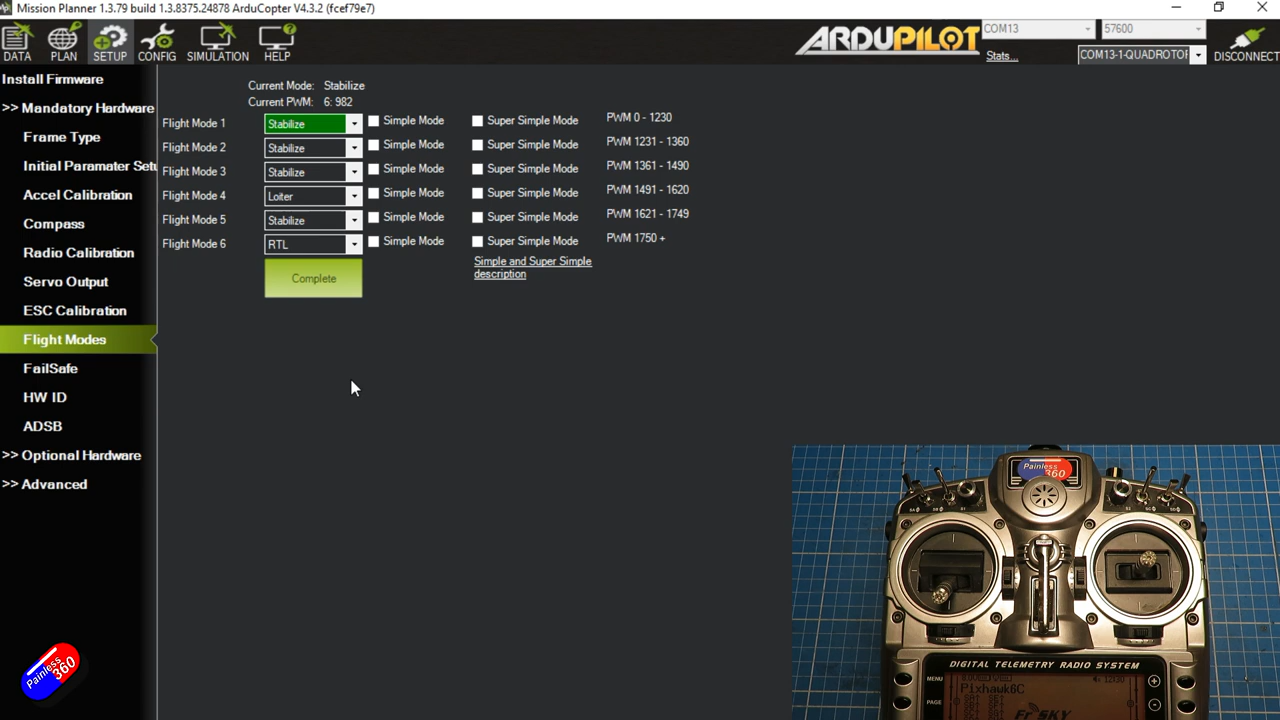 Mission Planner 1.3.79 build 1.3.8375.24878 ArduCopter V4.3.2 (fcef79e7)
DATA PLAN SETUP CONFIG SIMULATION HELP
ARDUPILOT
COM13 57600
Stats... COM13-1-QUADROTOR DISCONNECT
Install Firmware
>> Mandatory Hardware
Frame Type
Initial Paramater Setu
Accel Calibration
Compass
Radio Calibration
Servo Output
ESC Calibration
Flight Modes
FailSafe
HW ID
ADSB
>> Optional Hardware
>> Advanced
Current Mode: Stabilize
Current PWM: 6: 982
Flight Mode 1 Stabilize Simple Mode Super Simple Mode PWM 0 - 1230
Flight Mode 2 Stabilize Simple Mode Super Simple Mode PWM 1231 - 1360
Flight Mode 3 Stabilize Simple Mode Super Simple Mode PWM 1361 - 1490
Flight Mode 4 Loiter Simple Mode Super Simple Mode PWM 1491 - 1620
Flight Mode 5 Stabilize Simple Mode Super Simple Mode PWM 1621 - 1749
Flight Mode 6 RTL Simple Mode Super Simple Mode PWM 1750 +
Complete
Simple and Super Simple
description
Painless
360
Painless
360
DIGITAL TELEMETRY RADIO SYSTEM
MENU
PAGE
Pixhawk6C
FrSKY